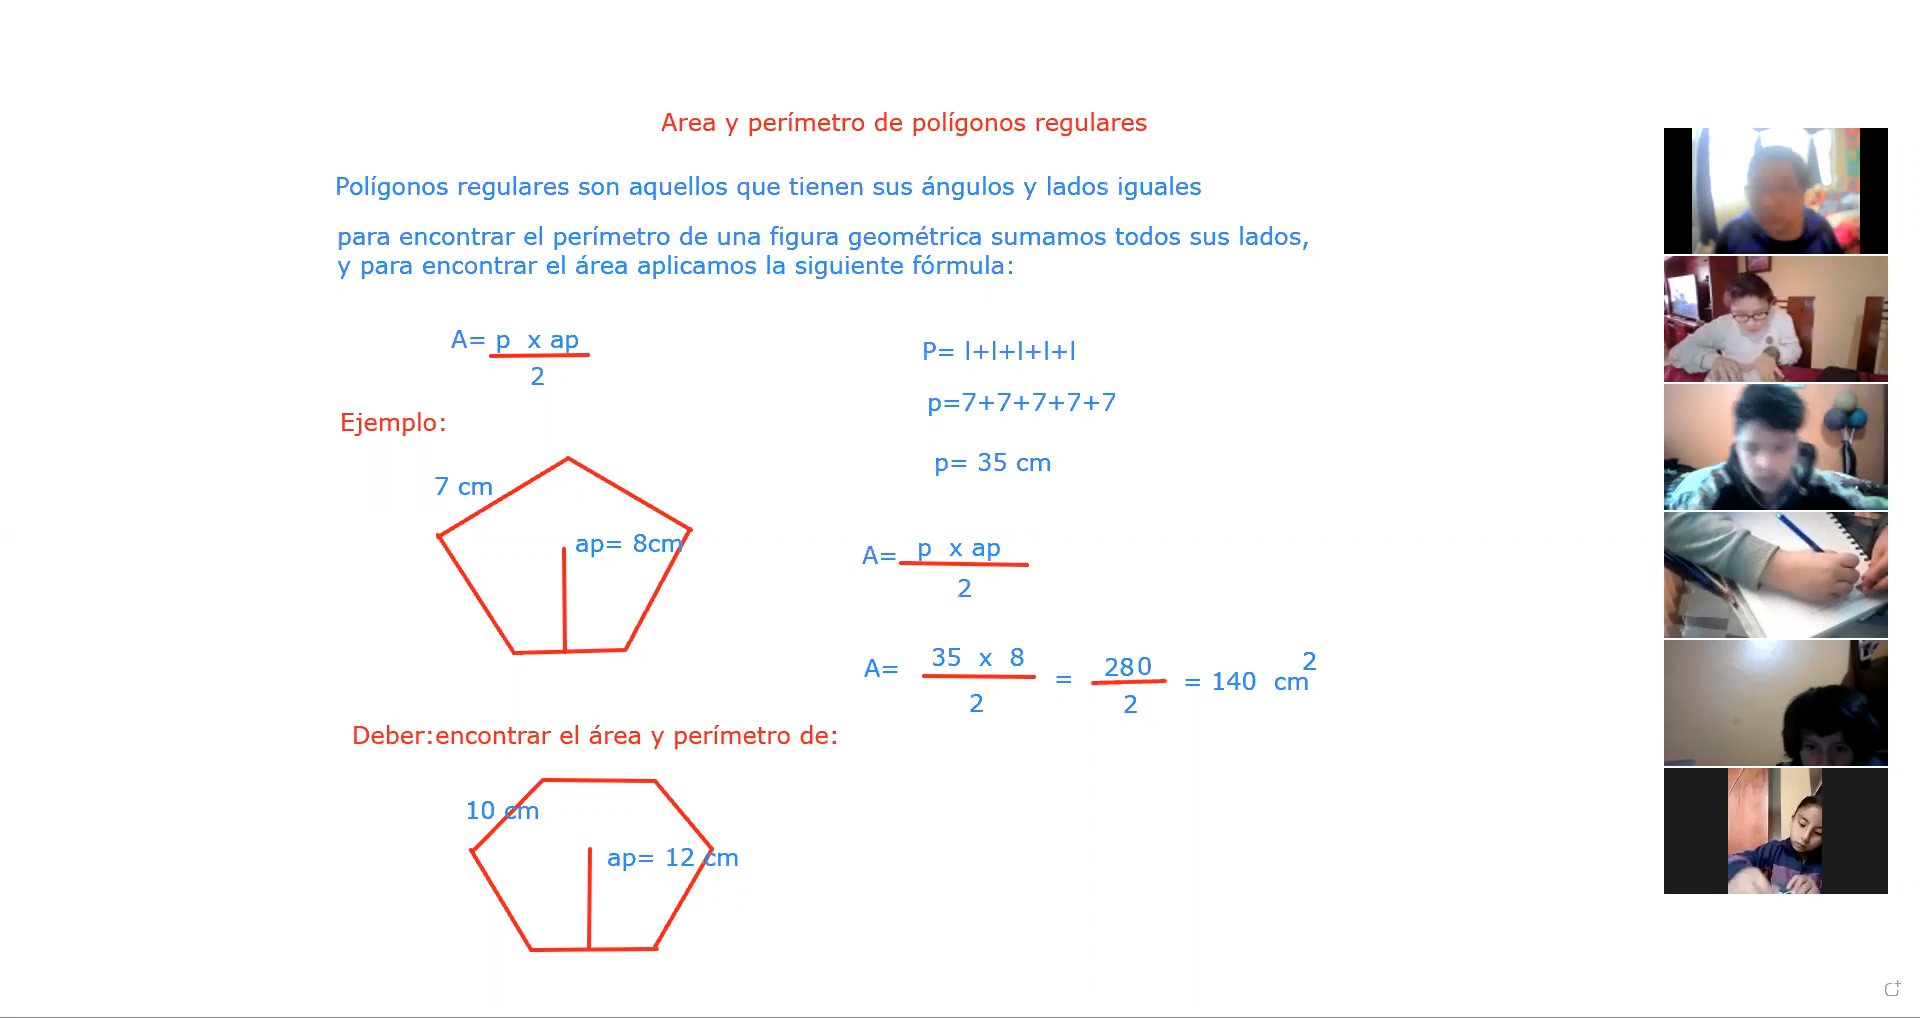 Area y perímetro de polígonos regulares
Polígonos regulares son aquellos que tienen sus ángulos y lados iguales
para encontrar el perímetro de una figura geométrica sumamos todos sus lados,
y para encontrar el área aplicamos la siguiente fórmula:
A= p x ap
2
Ejemplo:
7 cm
ap= 8cm
P= l+l+l+l+l
p=7+7+7+7+7
p= 35 cm
A= p x ap
2
A= 35 x 8 = 280 = 140 cm 2
2 2
Deber:encontrar el área y perímetro de:
10 cm
ap= 12 cm